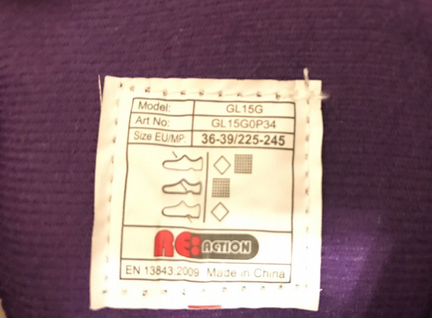 Model: GL15G
Art No: GL15G0P34
Size EU/MP: 36-39/225-245
RE:ACTION
EN 13843:2009 Made in China